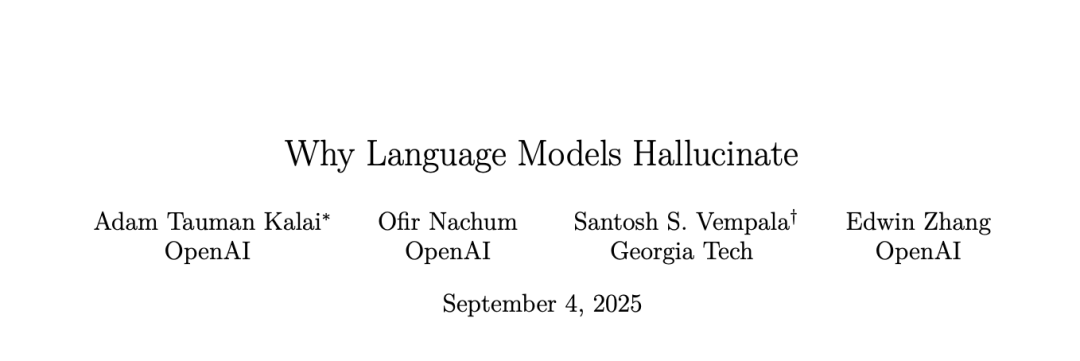 Why Language Models Hallucinate
Adam Tauman Kalai* Ofir Nachum Santosh S. Vempala† Edwin Zhang
OpenAI OpenAI Georgia Tech OpenAI
September 4, 2025